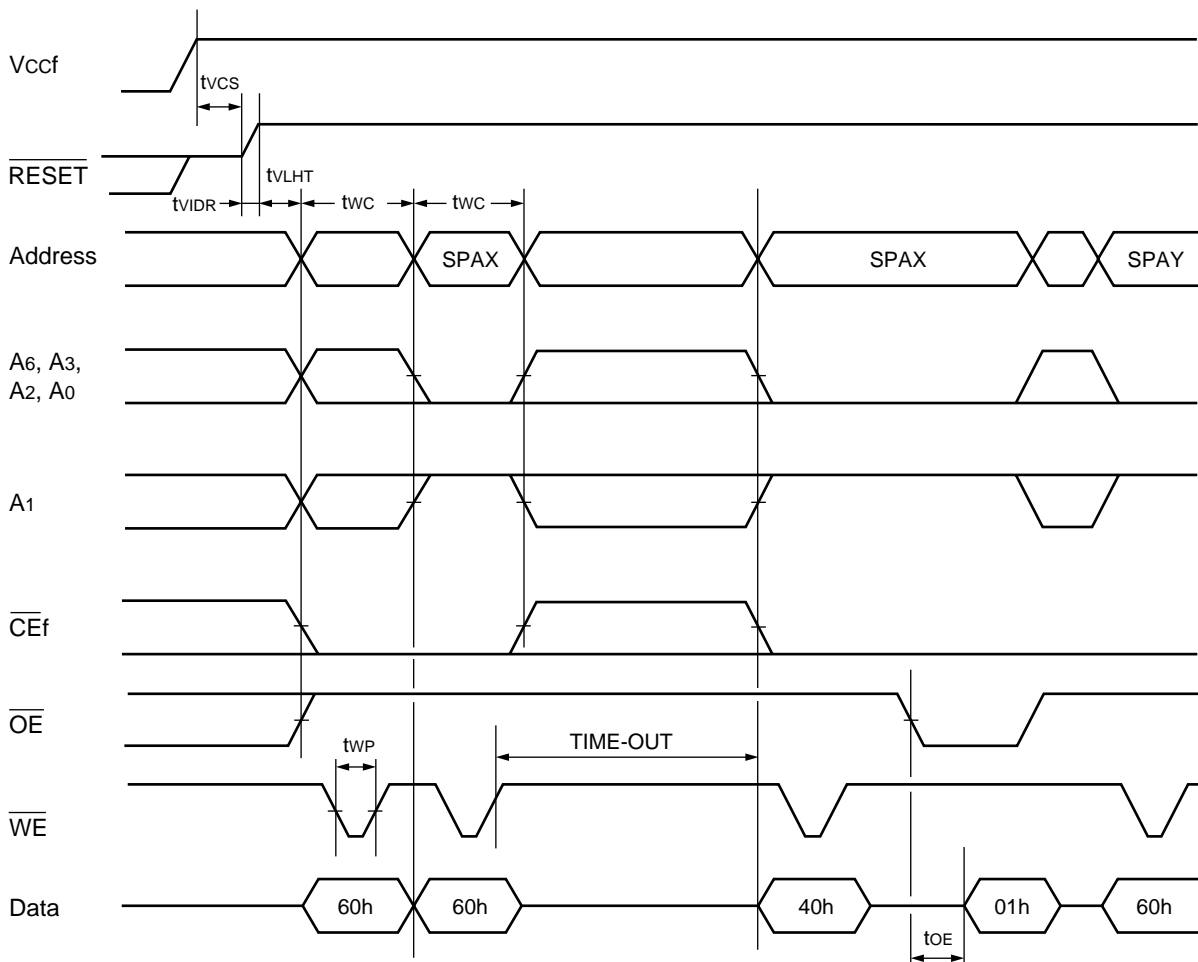 VCCf
tVCS
RESET
tVLHT
tVIDR
tWC
tWC
Address
SPAX
SPAX
SPAY
A6, A3,
A2, A0
A1
CEf
OE
TIME-OUT
tWP
WE
Data
60h
60h
40h
01h
60h
tOE